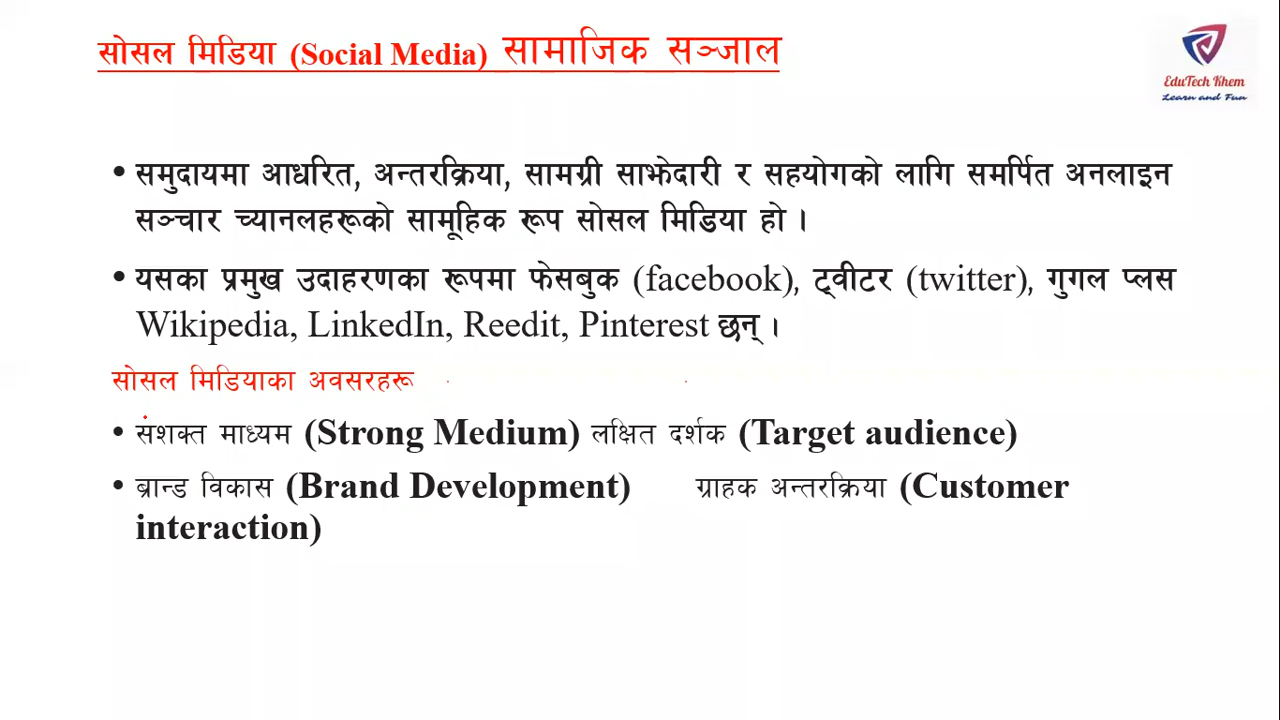 सोसल मिडिया (Social Media) सामाजिक सञ्जाल
EduTech Khem
Learn and Fun
• समुदायमा आधारित, अन्तरक्रिया, सामग्री साझेदारी र सहयोगको लागि समर्पित अनलाइन
सञ्चार च्यानलहरूको सामूहिक रूप सोसल मिडिया हो ।
• यसका प्रमुख उदाहरणका रूपमा फेसबुक (facebook), ट्वीटर (twitter), गुगल प्लस
Wikipedia, LinkedIn, Reedit, Pinterest छन् ।
सोसल मिडियाका अवसरहरू
• संशक्त माध्यम (Strong Medium) लक्षित दर्शक (Target audience)
• ब्रान्ड विकास (Brand Development) ग्राहक अन्तरक्रिया (Customer
interaction)